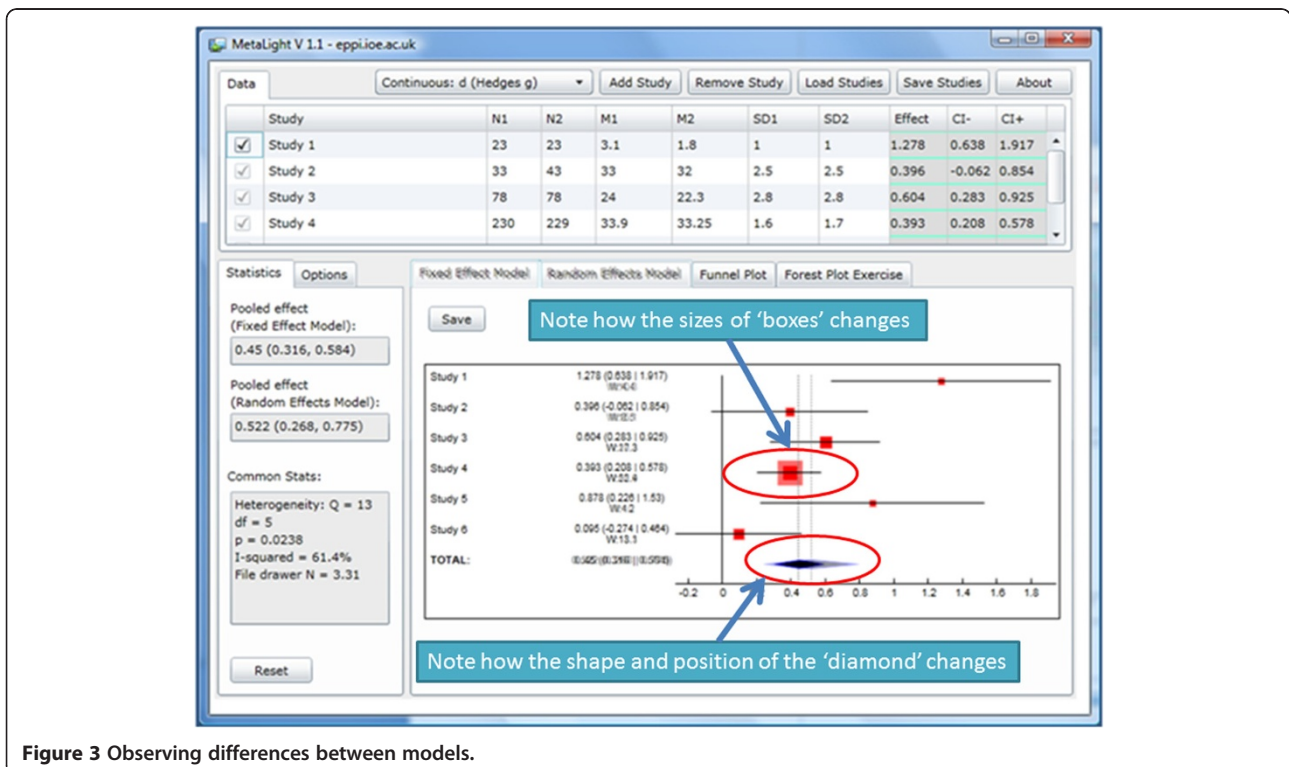 MetaLight V 1.1 - eppi.ioe.ac.uk
Data
Continuous: d (Hedges g)
Add Study
Remove Study
Load Studies
Save Studies
About
Study N1 N2 M1 M2 SD1 SD2 Effect CI- CI+
Study 1 23 23 3.1 1.8 1 1 1.278 0.638 1.917
Study 2 33 43 33 32 2.5 2.5 0.396 -0.062 0.854
Study 3 78 78 24 22.3 2.8 2.8 0.604 0.283 0.925
Study 4 230 229 33.9 33.25 1.6 1.7 0.393 0.208 0.578
Statistics
Options
Fixed Effect Model
Random Effects Model
Funnel Plot
Forest Plot Exercise
Pooled effect
(Fixed Effect Model):
0.45 (0.316, 0.584)
Pooled effect
(Random Effects Model):
0.522 (0.268, 0.775)
Common Stats:
Heterogeneity: Q = 13
df = 5
p = 0.0238
I-squared = 61.4%
File drawer N = 3.31
Reset
Save
Note how the sizes of 'boxes' changes
Study 1 1.278 (0.638 | 1.917)
Study 2 0.396 (-0.062 | 0.854)
Study 3 0.604 (0.283 | 0.925)
Study 4 0.393 (0.208 | 0.578)
Study 5 0.878 (0.226 | 1.53)
Study 6 0.095 (-0.274 | 0.464)
TOTAL:
-0.2 0 0.4 0.6 0.8 1 1.2 1.4 1.6 1.8
Note how the shape and position of the 'diamond' changes
Figure 3 Observing differences between models.